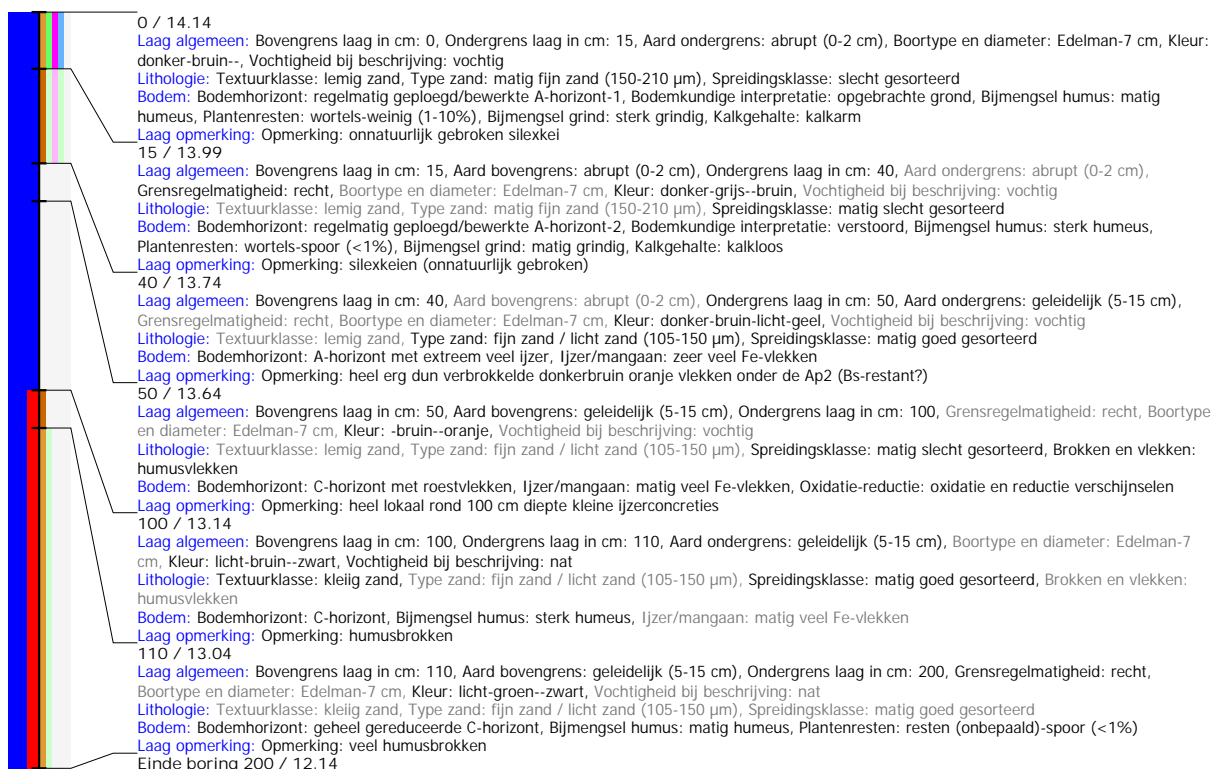 0 / 14.14
Laag algemeen: Bovengrens laag in cm: 0, Ondergrens laag in cm: 15, Aard ondergrens: abrupt (0-2 cm), Boortype en diameter: Edelman-7 cm, Kleur:
donker-bruin--, Vochtigheid bij beschrijving: vochtig
Lithologie: Textuurklasse: lemig zand, Type zand: matig fijn zand (150-210 µm), Spreidingsklasse: slecht gesorteerd
Bodem: Bodemhorizont: regelmatig geploegd/bewerkte A-horizont-1, Bodemkundige interpretatie: opgebrachte grond, Bijmengsel humus: matig
humeus, Plantenresten: wortels-weinig (1-10%), Bijmengsel grind: sterk grindig, Kalkgehalte: kalkarm
Laag opmerking: Opmerking: onnatuurlijk gebroken silexkei
15 / 13.99
Laag algemeen: Bovengrens laag in cm: 15, Aard bovengrens: abrupt (0-2 cm), Ondergrens laag in cm: 40, Aard ondergrens: abrupt (0-2 cm),
Grensregelmatigheid: recht, Boortype en diameter: Edelman-7 cm, Kleur: donker-grijs--bruin, Vochtigheid bij beschrijving: vochtig
Lithologie: Textuurklasse: lemig zand, Type zand: matig fijn zand (150-210 µm), Spreidingsklasse: matig slecht gesorteerd
Bodem: Bodemhorizont: regelmatig geploegd/bewerkte A-horizont-2, Bodemkundige interpretatie: verstoord, Bijmengsel humus: sterk humeus,
Plantenresten: wortels-spoor (<1%), Bijmengsel grind: matig grindig, Kalkgehalte: kalkloos
Laag opmerking: Opmerking: silexkeien (onnatuurlijk gebroken)
40 / 13.74
Laag algemeen: Bovengrens laag in cm: 40, Aard bovengrens: abrupt (0-2 cm), Ondergrens laag in cm: 50, Aard ondergrens: geleidelijk (5-15 cm),
Grensregelmatigheid: recht, Boortype en diameter: Edelman-7 cm, Kleur: donker-bruin-licht-geel, Vochtigheid bij beschrijving: vochtig
Lithologie: Textuurklasse: lemig zand, Type zand: fijn zand / licht zand (105-150 µm), Spreidingsklasse: matig goed gesorteerd
Bodem: Bodemhorizont: A-horizont met extreem veel ijzer, Ijzer/mangaan: zeer veel Fe-vlekken
Laag opmerking: Opmerking: heel erg dun verbrokkelde donkerbruin oranje vlekken onder de Ap2 (Bs-restant?)
50 / 13.64
Laag algemeen: Bovengrens laag in cm: 50, Aard bovengrens: geleidelijk (5-15 cm), Ondergrens laag in cm: 100, Grensregelmatigheid: recht, Boortype
en diameter: Edelman-7 cm, Kleur: -bruin--oranje, Vochtigheid bij beschrijving: vochtig
Lithologie: Textuurklasse: lemig zand, Type zand: fijn zand / licht zand (105-150 µm), Spreidingsklasse: matig slecht gesorteerd, Brokken en vlekken:
humusvlekken
Bodem: Bodemhorizont: C-horizont met roestvlekken, Ijzer/mangaan: matig veel Fe-vlekken, Oxidatie-reductie: oxidatie en reductie verschijnselen
Laag opmerking: Opmerking: heel lokaal rond 100 cm diepte kleine ijzerconcreties
100 / 13.14
Laag algemeen: Bovengrens laag in cm: 100, Ondergrens laag in cm: 110, Aard ondergrens: geleidelijk (5-15 cm), Boortype en diameter: Edelman-7
cm, Kleur: licht-bruin--zwart, Vochtigheid bij beschrijving: nat
Lithologie: Textuurklasse: kleiig zand, Type zand: fijn zand / licht zand (105-150 µm), Spreidingsklasse: matig goed gesorteerd, Brokken en vlekken:
humusvlekken
Bodem: Bodemhorizont: C-horizont, Bijmengsel humus: sterk humeus, Ijzer/mangaan: matig veel Fe-vlekken
Laag opmerking: Opmerking: humusbrokken
110 / 13.04
Laag algemeen: Bovengrens laag in cm: 110, Aard bovengrens: geleidelijk (5-15 cm), Ondergrens laag in cm: 200, Grensregelmatigheid: recht,
Boortype en diameter: Edelman-7 cm, Kleur: licht-groen--zwart, Vochtigheid bij beschrijving: nat
Lithologie: Textuurklasse: kleiig zand, Type zand: fijn zand / licht zand (105-150 µm), Spreidingsklasse: matig goed gesorteerd
Bodem: Bodemhorizont: geheel gereduceerde C-horizont, Bijmengsel humus: matig humeus, Plantenresten: resten (onbepaald)-spoor (<1%)
Laag opmerking: Opmerking: veel humusbrokken
Einde boring 200 / 12.14